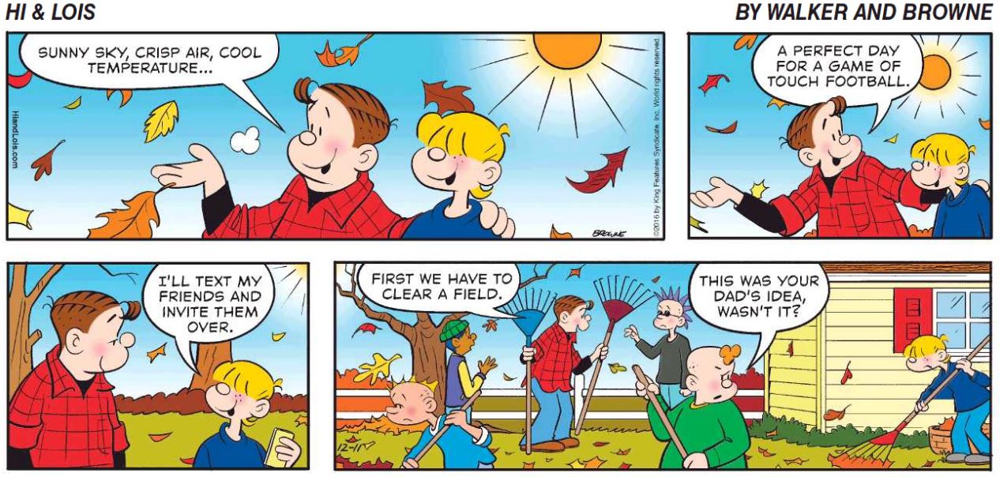 HI & LOIS
BY WALKER AND BROWNE
SUNNY SKY, CRISP AIR, COOL
TEMPERATURE...
HiandLois.com
BROWNE
©2016 by King Features Syndicate, Inc. World rights reserved.
A PERFECT DAY
FOR A GAME OF
TOUCH FOOTBALL.
I'LL TEXT MY
FRIENDS AND
INVITE THEM
OVER.
FIRST WE HAVE TO
CLEAR A FIELD.
THIS WAS YOUR
DAD'S IDEA,
WASN'T IT?
12-11